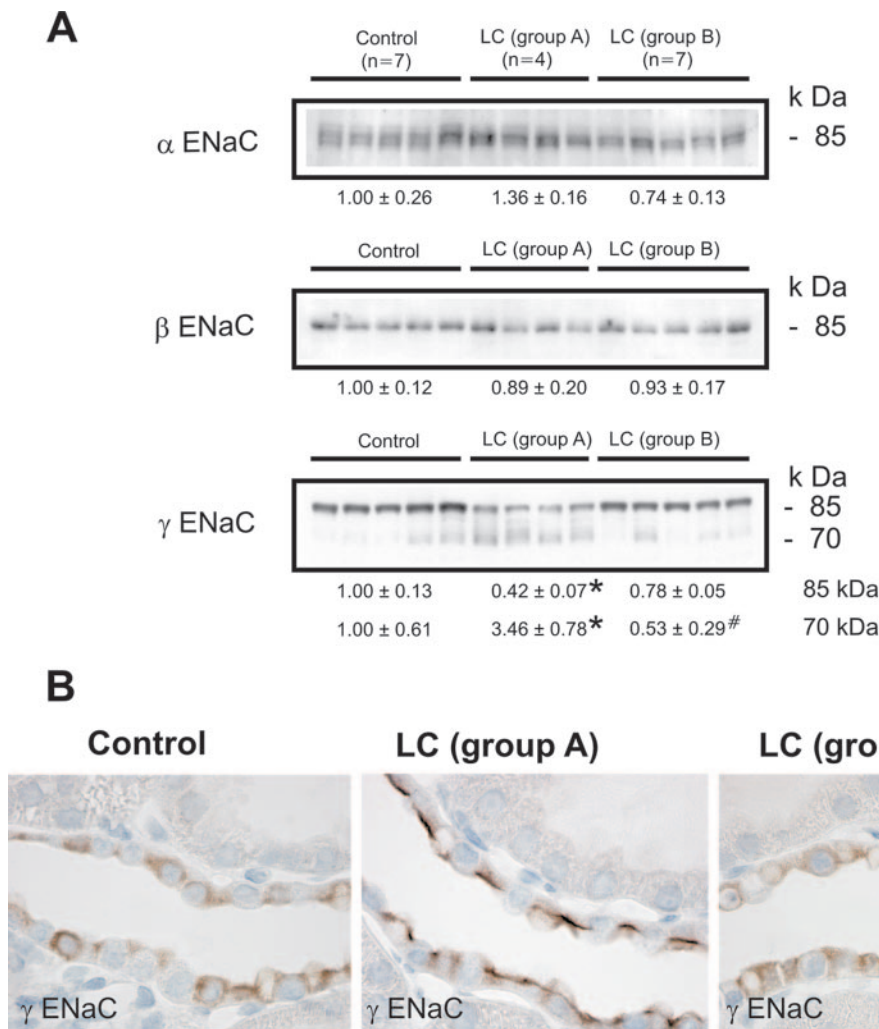 A
Control LC (group A) LC (group B)
(n=7) (n=4) (n=7)
k Da
α ENaC - 85
1.00 ± 0.26 1.36 ± 0.16 0.74 ± 0.13
Control LC (group A) LC (group B)
k Da
β ENaC - 85
1.00 ± 0.12 0.89 ± 0.20 0.93 ± 0.17
Control LC (group A) LC (group B)
k Da
- 85
γ ENaC
- 70
1.00 ± 0.13 0.42 ± 0.07* 0.78 ± 0.05 85 kDa
1.00 ± 0.61 3.46 ± 0.78* 0.53 ± 0.29# 70 kDa
B
Control LC (group A) LC (gro
γ ENaC γ ENaC γ ENaC